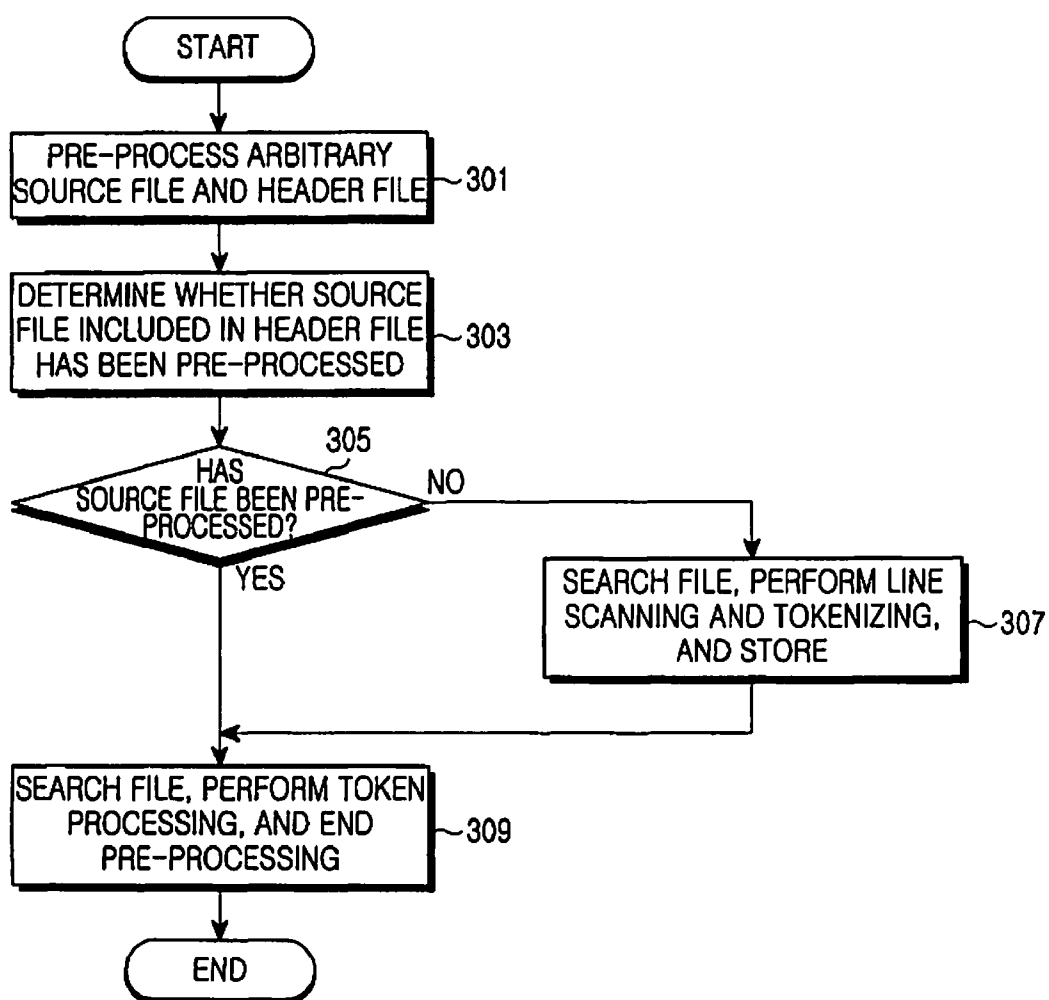 START
PRE-PROCESS ARBITRARY
SOURCE FILE AND HEADER FILE
301
DETERMINE WHETHER SOURCE
FILE INCLUDED IN HEADER FILE
HAS BEEN PRE-PROCESSED
303
305
HAS
SOURCE FILE BEEN PRE-
PROCESSED?
NO
YES
SEARCH FILE, PERFORM LINE
SCANNING AND TOKENIZING,
AND STORE
307
SEARCH FILE, PERFORM TOKEN
PROCESSING, AND END
PRE-PROCESSING
309
END